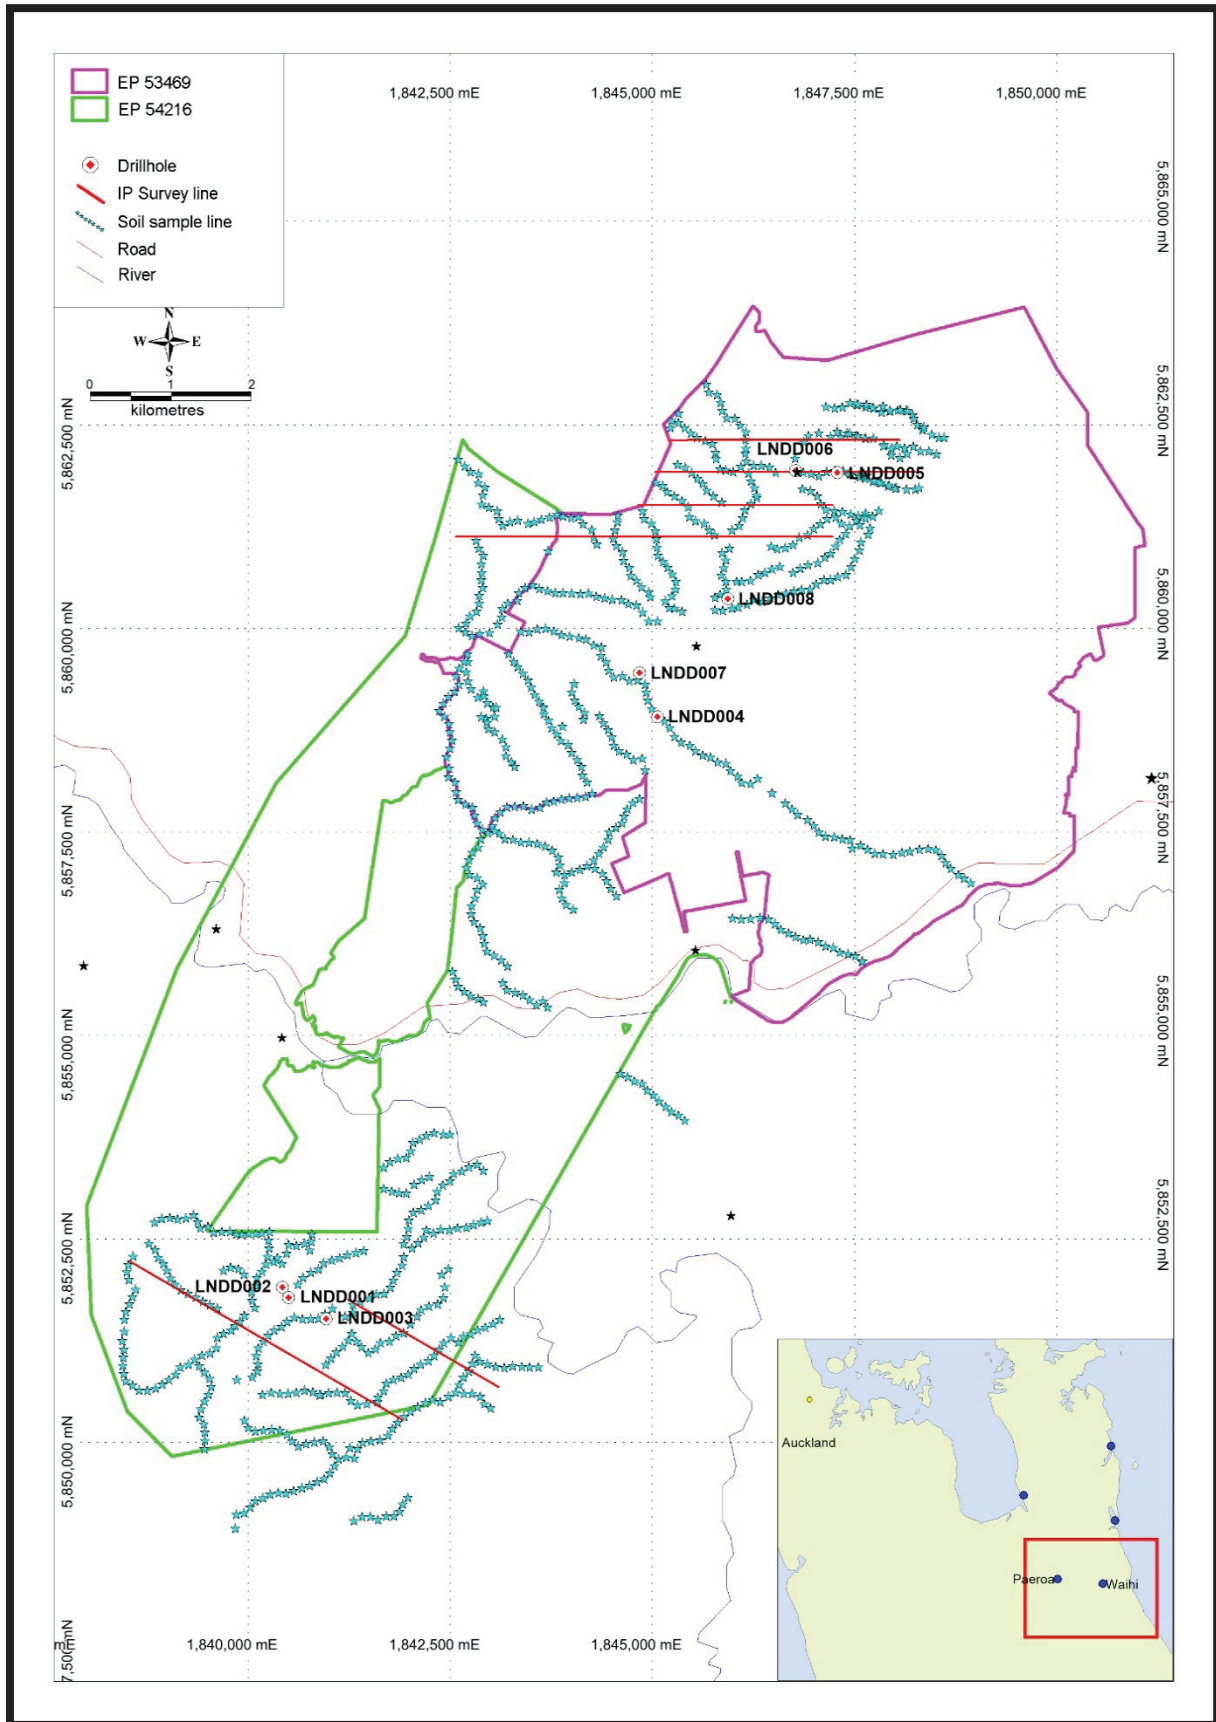 EP 53469
EP 54216
Drillhole
IP Survey line
Soil sample line
Road
River
1,842,500 mE
1,845,000 mE
1,847,500 mE
1,850,000 mE
N
W E
S
0 1 2
kilometres
5,865,000 mN
5,862,500 mN
5,862,500 mN
LNDD006
LNDD005
LNDD008
5,860,000 mN
5,860,000 mN
LNDD007
LNDD004
5,857,500 mN
5,857,500 mN
5,855,000 mN
5,855,000 mN
5,852,500 mN
5,852,500 mN
LNDD002
LNDD001
LNDD003
5,850,000 mN
7,500 mN
m
1,840,000 mE
1,842,500 mE
1,845,000 mE
Auckland
Paeroa
Waihi